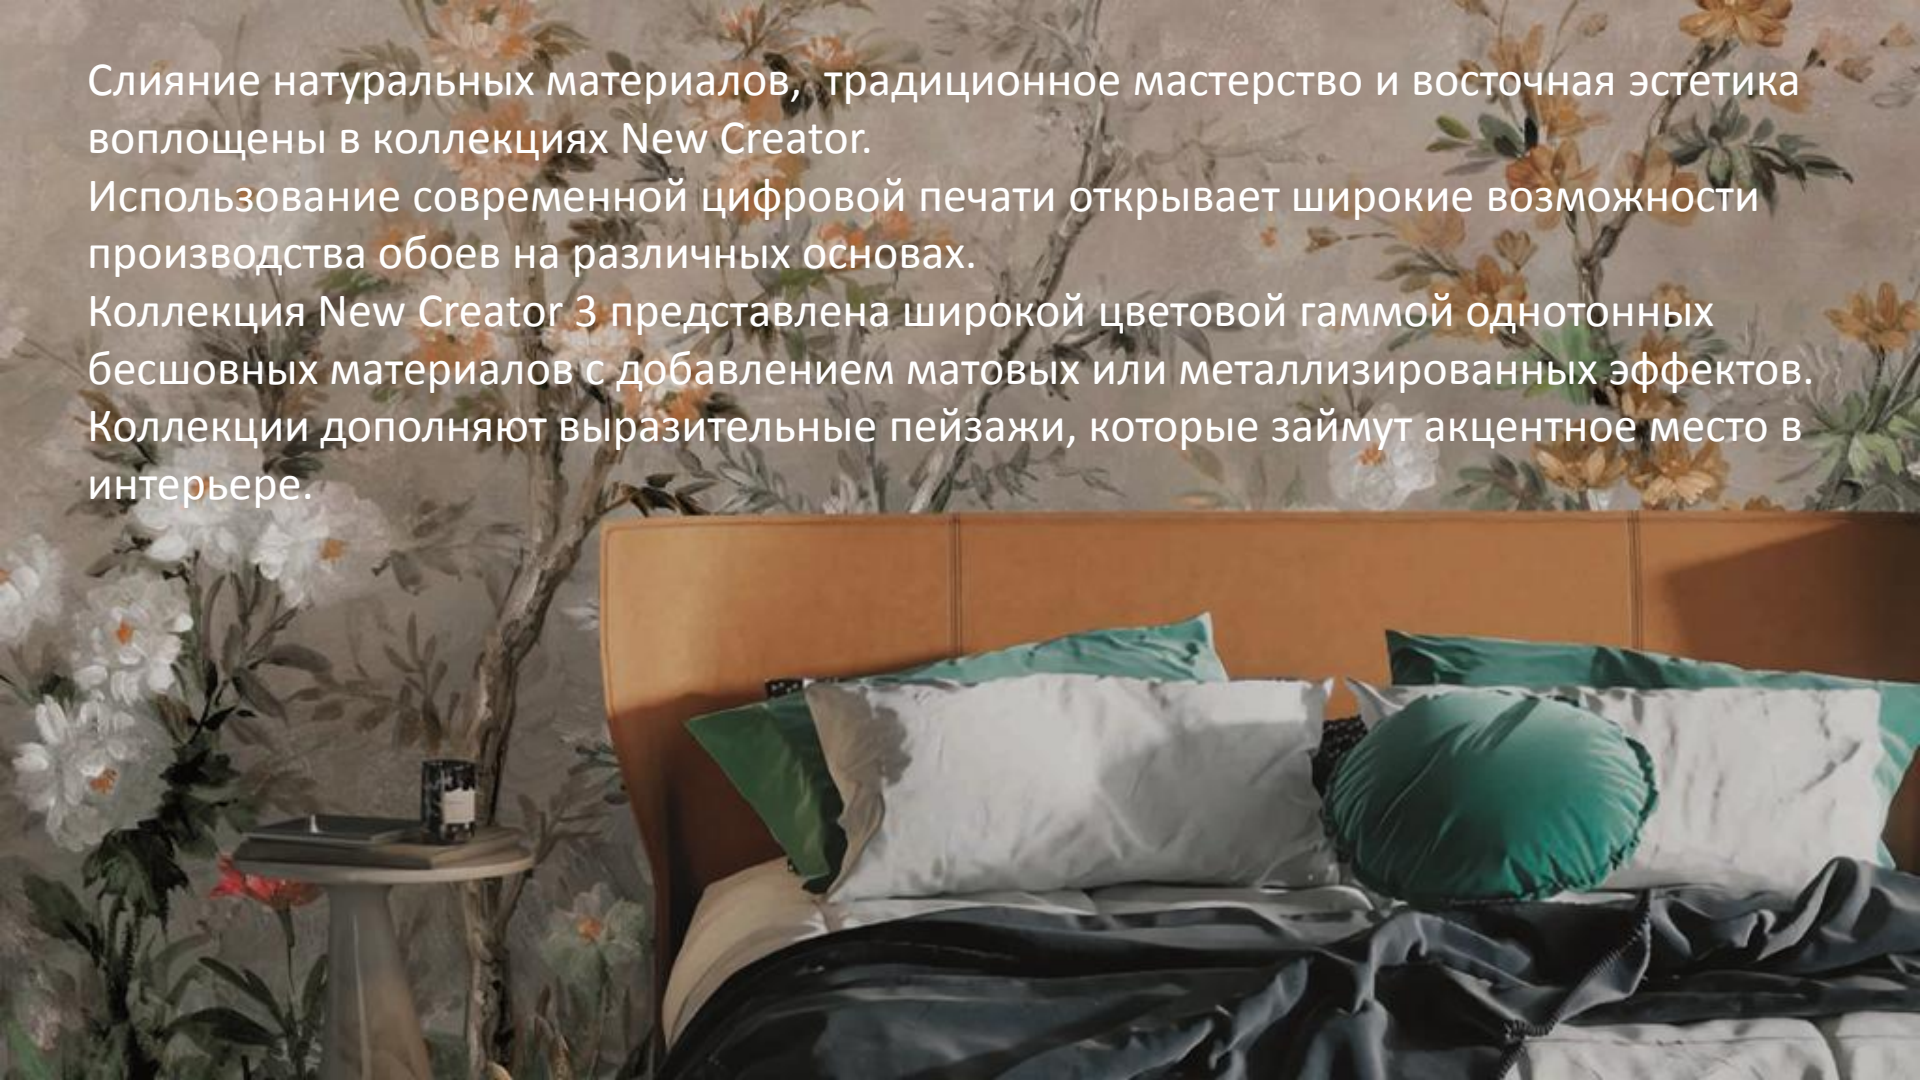 Слияние натуральных материалов,  традиционное мастерство и восточная эстетика
воплощены в коллекциях New Creator.
Использование современной цифровой печати открывает широкие возможности
производства обоев на различных основах.
Коллекция New Creator 3 представлена широкой цветовой гаммой однотонных
бесшовных материалов с добавлением матовых или металлизированных эффектов.
Коллекции дополняют выразительные пейзажи, которые займут акцентное место в
интерьере.